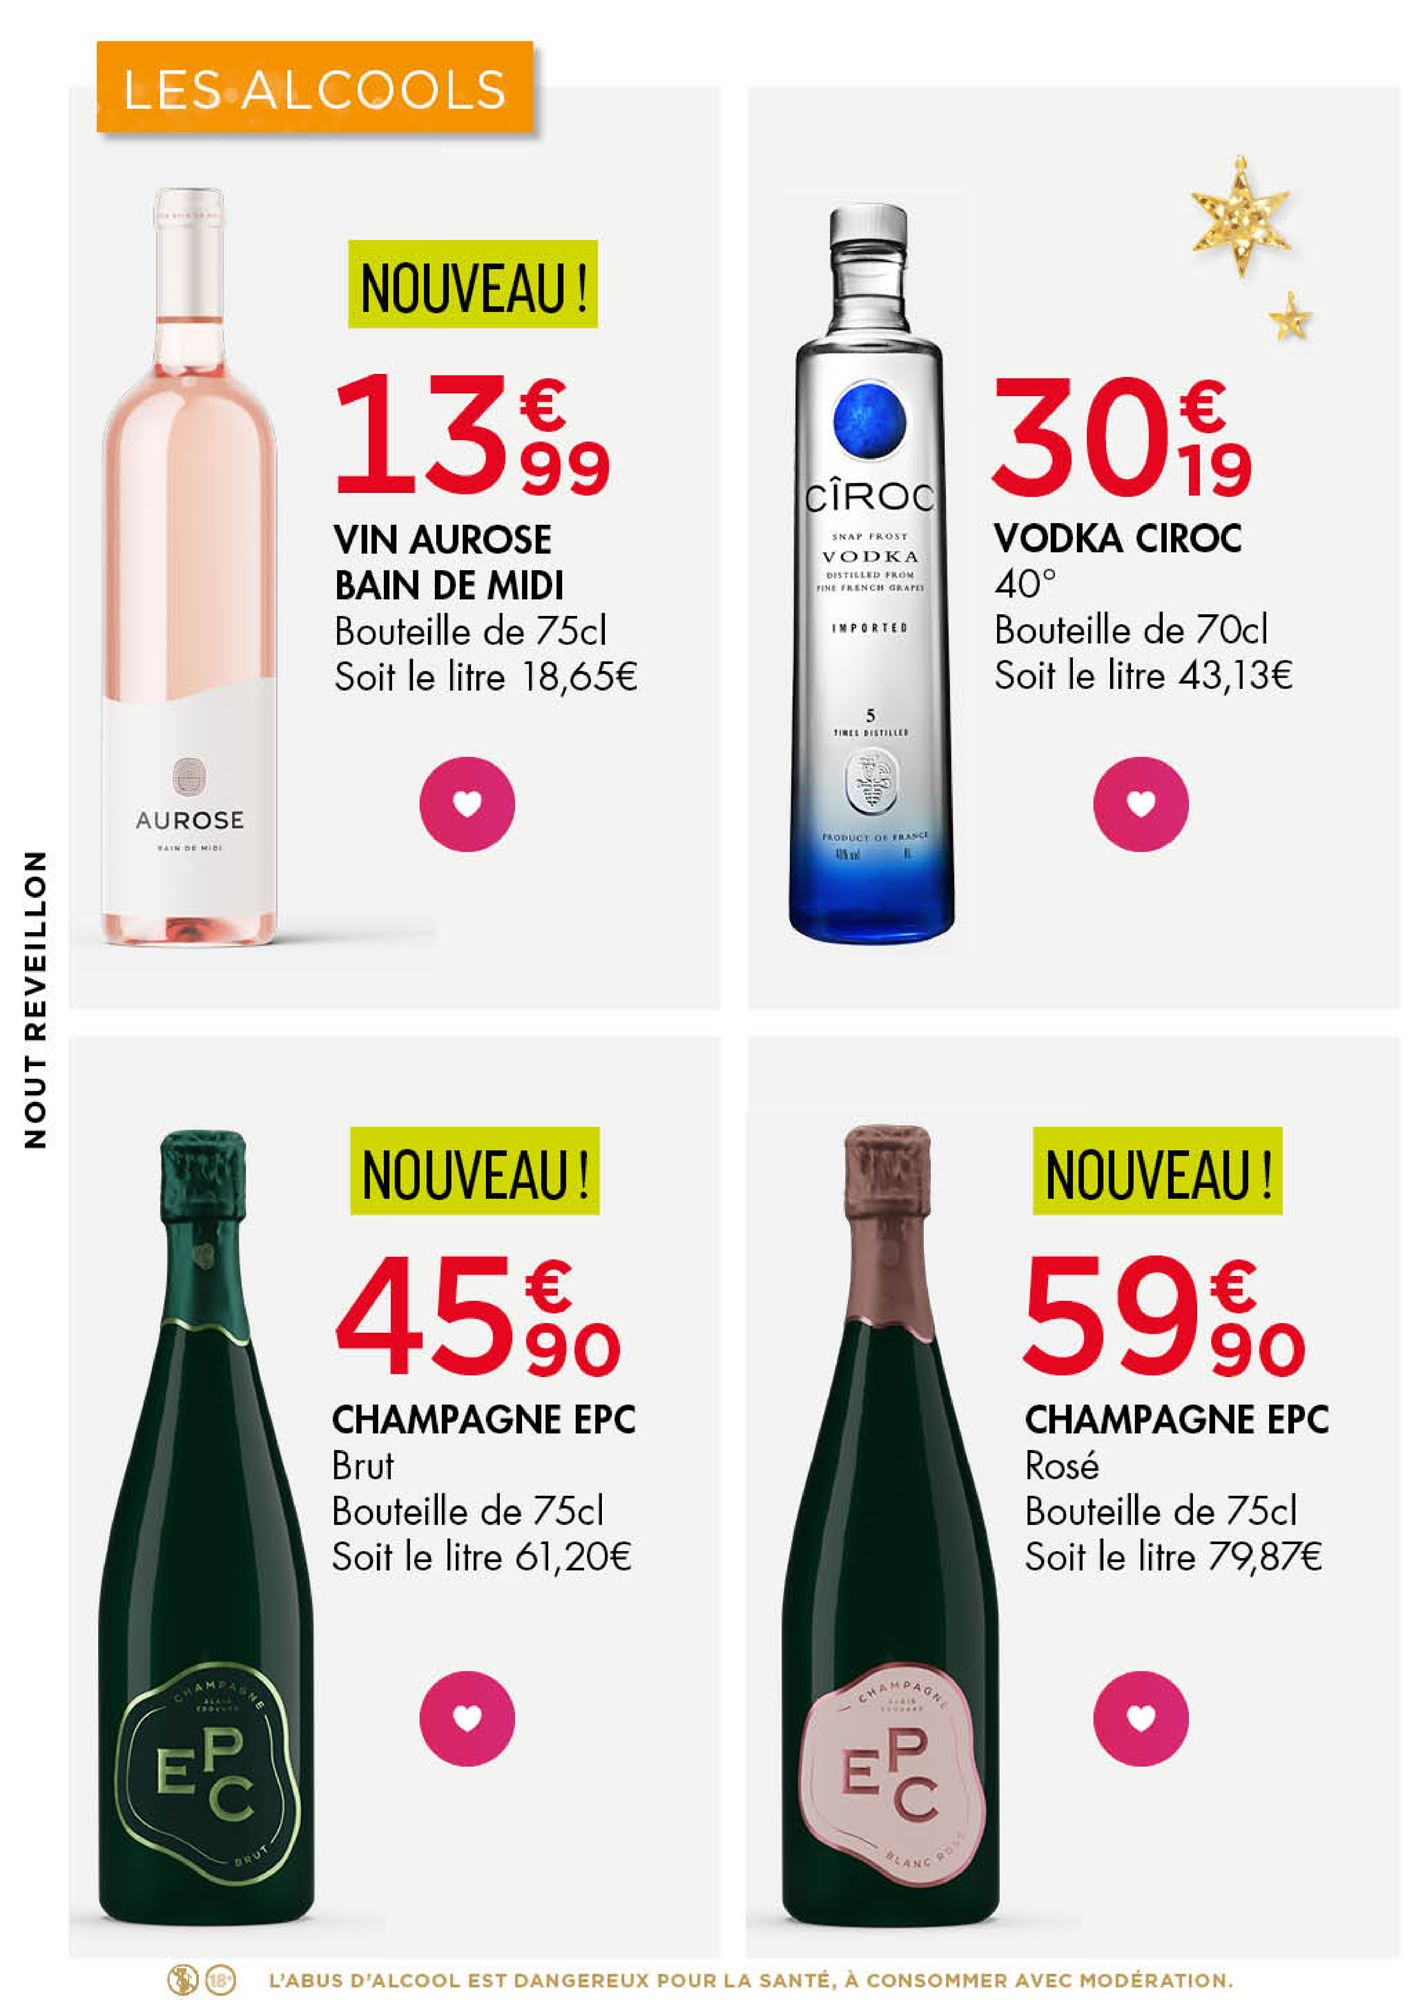 LES ALCOOLS
NOUVEAU !
13€99
VIN AUROSE
BAIN DE MIDI
Bouteille de 75cl
Soit le litre 18,65€
AUROSE
BAIN DE MIDI
30€19
VODKA CIROC
40°
Bouteille de 70cl
Soit le litre 43,13€
CÎROC
SNAP FROST
VODKA
DISTILLED FROM
FINE FRENCH GRAPES
IMPORTED
5
TIMES DISTILLED
PRODUCT OF FRANCE
NOUT REVEILLON
NOUVEAU !
45€90
CHAMPAGNE EPC
Brut
Bouteille de 75cl
Soit le litre 61,20€
CHAMPAGNE
EPC
BRUT
NOUVEAU !
59€90
CHAMPAGNE EPC
Rosé
Bouteille de 75cl
Soit le litre 79,87€
CHAMPAGNE
EPC
BLANC ROSÉ
18+
L'ABUS D'ALCOOL EST DANGEREUX POUR LA SANTÉ, À CONSOMMER AVEC MODÉRATION.